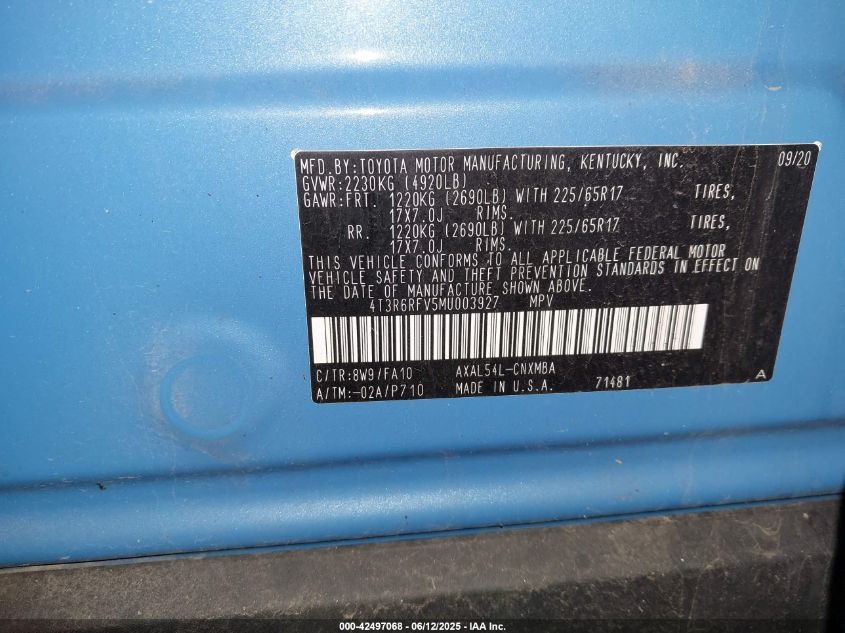 MFD.BY:TOYOTA MOTOR MANUFACTURING, KENTUCKY, INC. 09/20
GVWR:2230KG (4920LB)
GAWR:FRT. 1220KG (2690LB) WITH 225/65R17 TIRES,
17X7.0J RIMS.
RR. 1220KG (2690LB) WITH 225/65R17 TIRES,
17X7.0J RIMS.
THIS VEHICLE CONFORMS TO ALL APPLICABLE FEDERAL MOTOR
VEHICLE SAFETY AND THEFT PREVENTION STANDARDS IN EFFECT ON
THE DATE OF MANUFACTURE SHOWN ABOVE.
4T3R6RFV5MU003927 MPV
C/TR:8W9/FA10 AXAL54L-CNXMBA
A/TM:-02A/P710 MADE IN U.S.A. 71481 A
000-42497068 - 06/12/2025 - IAA Inc.